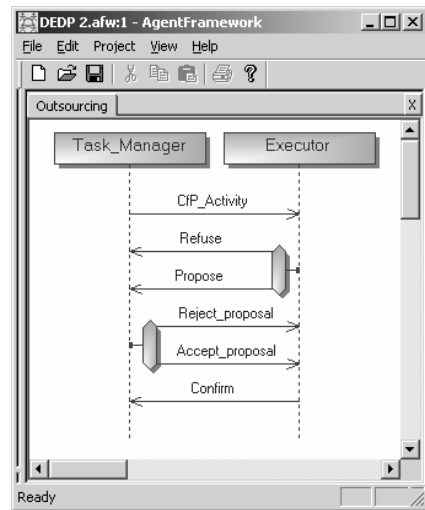 DEDP 2.afw:1 - AgentFramework
File Edit Project View Help
Outsourcing X
Task_Manager Executor
CfP_Activity
Refuse
Propose
Reject_proposal
Accept_proposal
Confirm
Ready